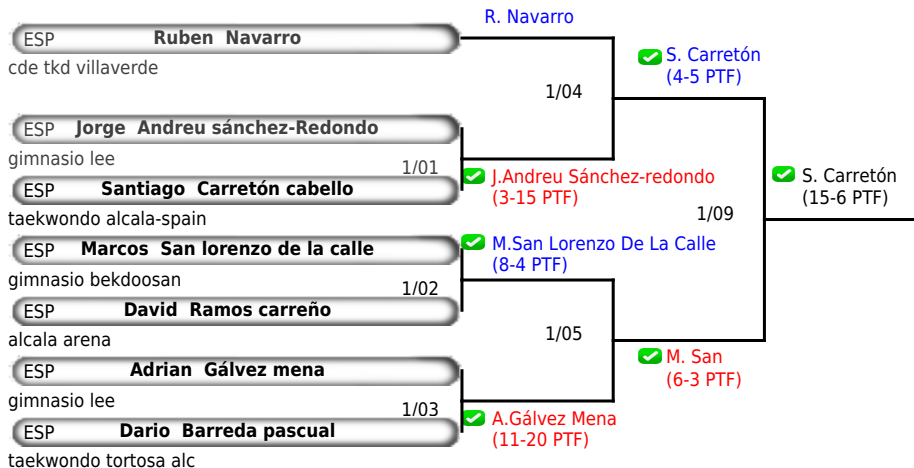 R. Navarro
ESP Ruben Navarro
cde tkd villaverde
S. Carretón
(4-5 PTF)
1/04
ESP Jorge Andreu sánchez-Redondo
gimnasio lee
1/01
J.Andreu Sánchez-redondo
(3-15 PTF)
ESP Santiago Carretón cabello
taekwondo alcala-spain
S. Carretón
(15-6 PTF)
1/09
ESP Marcos San lorenzo de la calle
gimnasio bekdoosan
M.San Lorenzo De La Calle
(8-4 PTF)
1/02
ESP David Ramos carreño
alcala arena
1/05
M. San
(6-3 PTF)
ESP Adrian Gálvez mena
gimnasio lee
1/03
A.Gálvez Mena
(11-20 PTF)
ESP Dario Barreda pascual
taekwondo tortosa alc